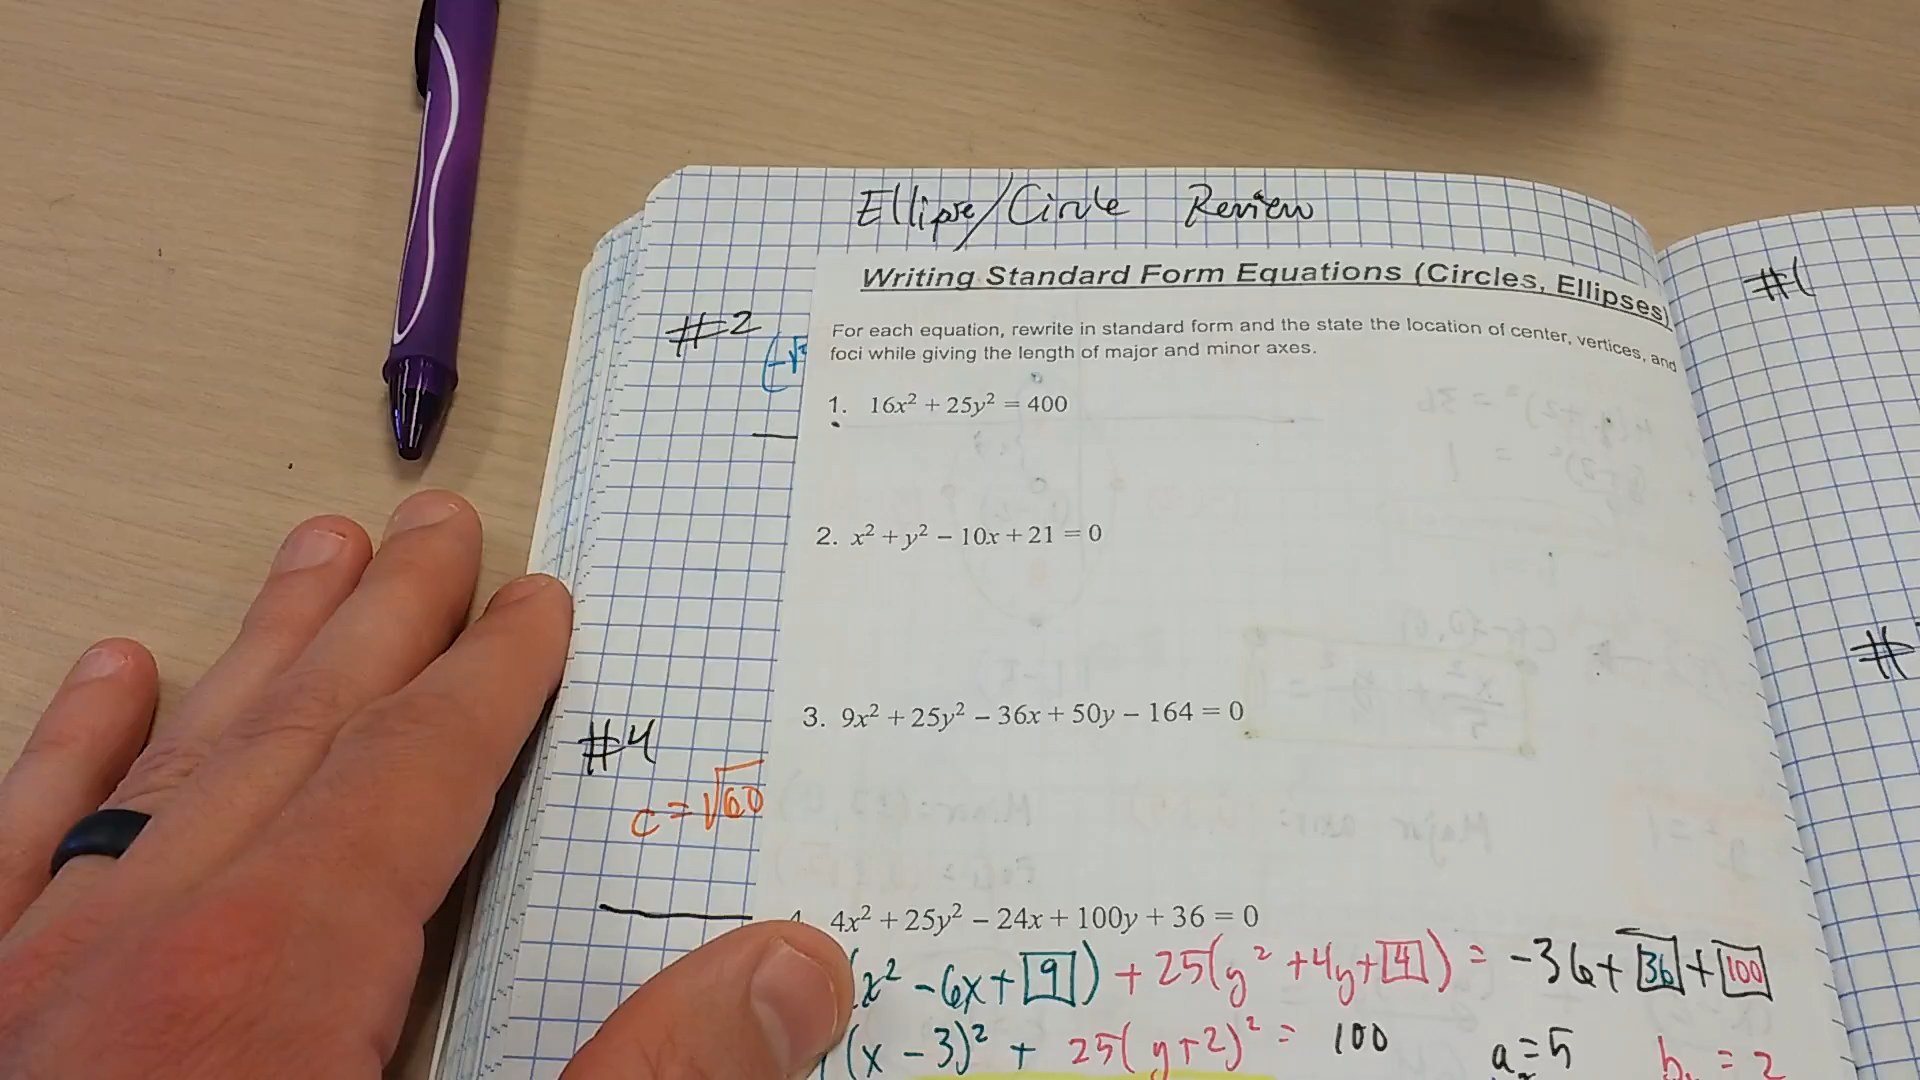 Ellipse/Circle Review
Writing Standard Form Equations (Circles, Ellipses)
#1
#2
For each equation, rewrite in standard form and the state the location of center, vertices, and
foci while giving the length of major and minor axes.
1. 16x² + 25y² = 400
2. x² + y² − 10x + 21 = 0
#
3. 9x² + 25y² − 36x + 50y − 164 = 0
#4
c = √60
4x² + 25y² − 24x + 100y + 36 = 0
(x² − 6x + 9) + 25(y² + 4y + 4) = −36 + 36 + 100
(x − 3)² + 25(y + 2)² = 100 a = 5 b = 2